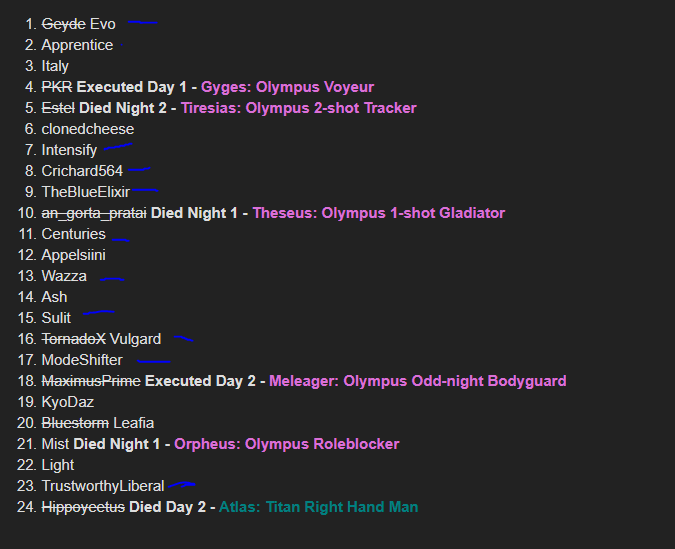 1. Geyde Evo
2. Apprentice
3. Italy
4. PKR Executed Day 1 - Gyges: Olympus Voyeur
5. Estel Died Night 2 - Tiresias: Olympus 2-shot Tracker
6. clonedcheese
7. Intensify
8. Crichard564
9. TheBlueElixir
10. an_gorta_pratai Died Night 1 - Theseus: Olympus 1-shot Gladiator
11. Centuries
12. Appelsiini
13. Wazza
14. Ash
15. Sulit
16. TornadoX Vulgard
17. ModeShifter
18. MaximusPrime Executed Day 2 - Meleager: Olympus Odd-night Bodyguard
19. KyoDaz
20. Bluestorm Leafia
21. Mist Died Night 1 - Orpheus: Olympus Roleblocker
22. Light
23. TrustworthyLiberal
24. Hippoyeetus Died Day 2 - Atlas: Titan Right Hand Man